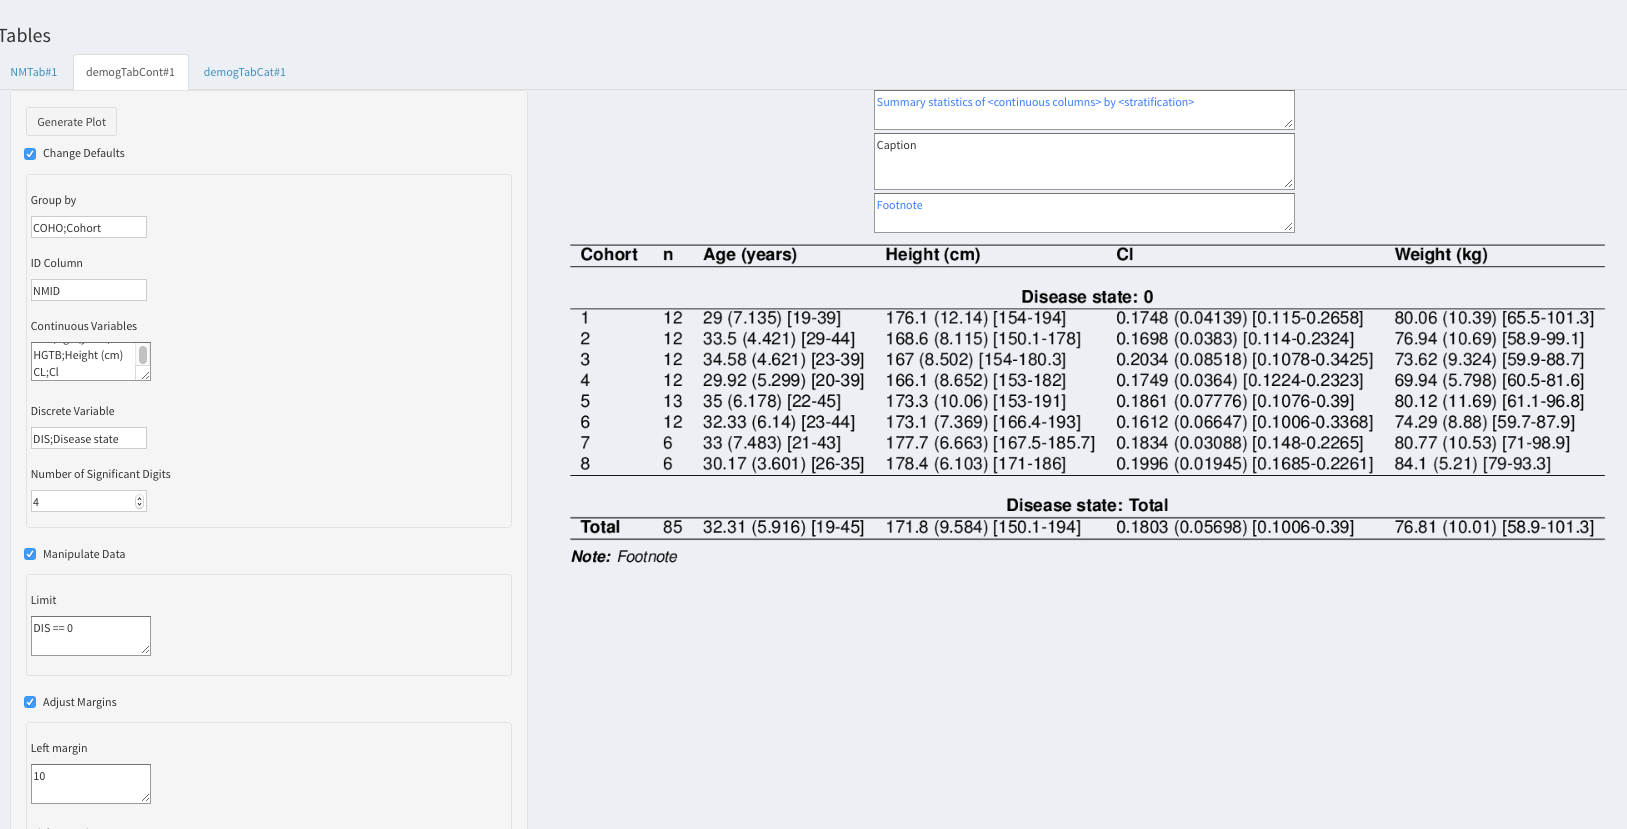 Tables
NMTab#1 demogTabCont#1 demogTabCat#1
Generate Plot
Change Defaults
Group by
COHO;Cohort
ID Column
NMID
Continuous Variables
HGTB;Height (cm)
CL;Cl
Discrete Variable
DIS;Disease state
Number of Significant Digits
4
Manipulate Data
Limit
DIS == 0
Adjust Margins
Left margin
10
Summary statistics of <continuous columns> by <stratification>
Caption
Footnote
Cohort n Age (years) Height (cm) Cl Weight (kg)
Disease state: 0
1 12 29 (7.135) [19-39] 176.1 (12.14) [154-194] 0.1748 (0.04139) [0.115-0.2658] 80.06 (10.39) [65.5-101.3]
2 12 33.5 (4.421) [29-44] 168.6 (8.115) [150.1-178] 0.1698 (0.0383) [0.114-0.2324] 76.94 (10.69) [58.9-99.1]
3 12 34.58 (4.621) [23-39] 167 (8.502) [154-180.3] 0.2034 (0.08518) [0.1078-0.3425] 73.62 (9.324) [59.9-88.7]
4 12 29.92 (5.299) [20-39] 166.1 (8.652) [153-182] 0.1749 (0.0364) [0.1224-0.2323] 69.94 (5.798) [60.5-81.6]
5 13 35 (6.178) [22-45] 173.3 (10.06) [153-191] 0.1861 (0.07776) [0.1076-0.39] 80.12 (11.69) [61.1-96.8]
6 12 32.33 (6.14) [23-44] 173.1 (7.369) [166.4-193] 0.1612 (0.06647) [0.1006-0.3368] 74.29 (8.88) [59.7-87.9]
7 6 33 (7.483) [21-43] 177.7 (6.663) [167.5-185.7] 0.1834 (0.03088) [0.148-0.2265] 80.77 (10.53) [71-98.9]
8 6 30.17 (3.601) [26-35] 178.4 (6.103) [171-186] 0.1996 (0.01945) [0.1685-0.2261] 84.1 (5.21) [79-93.3]
Disease state: Total
Total 85 32.31 (5.916) [19-45] 171.8 (9.584) [150.1-194] 0.1803 (0.05698) [0.1006-0.39] 76.81 (10.01) [58.9-101.3]
Note: Footnote